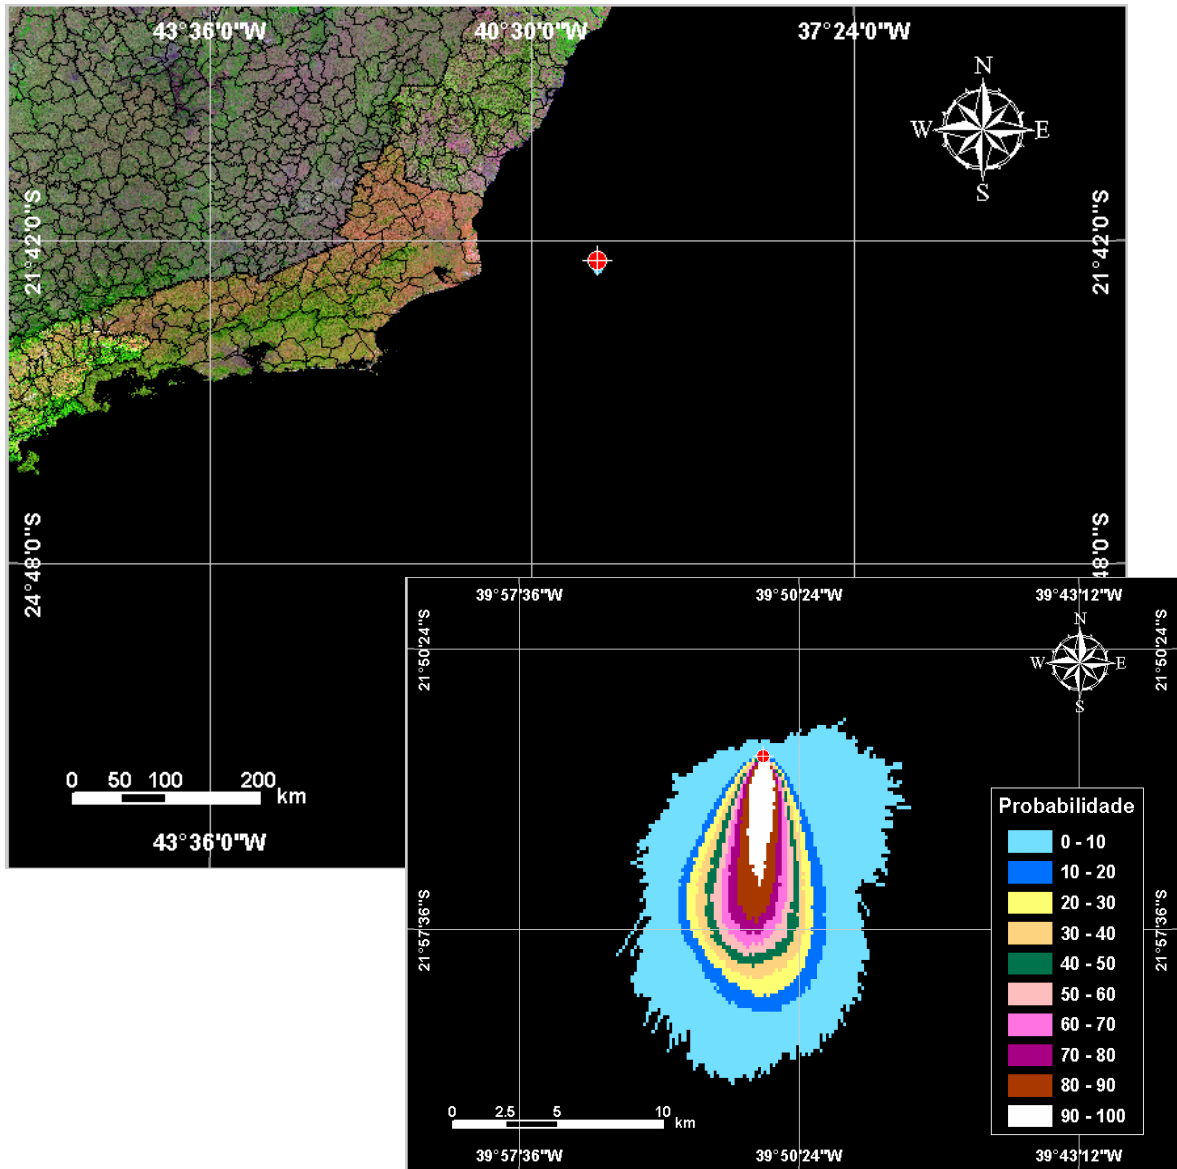 43°36'0"W 40°30'0"W 37°24'0"W
N
W E
S
21°42'0"S 21°42'0"S
24°48'0"S 48'0"S
0 50 100 200
km
43°36'0"W
39°57'36"W 39°50'24"W 39°43'12"W
N
W E
S
21°50'24"S 21°50'24"S
21°57'36"S 21°57'36"S
Probabilidade
0 - 10
10 - 20
20 - 30
30 - 40
40 - 50
50 - 60
60 - 70
70 - 80
80 - 90
90 - 100
0 2.5 5 10
km
39°57'36"W 39°50'24"W 39°43'12"W